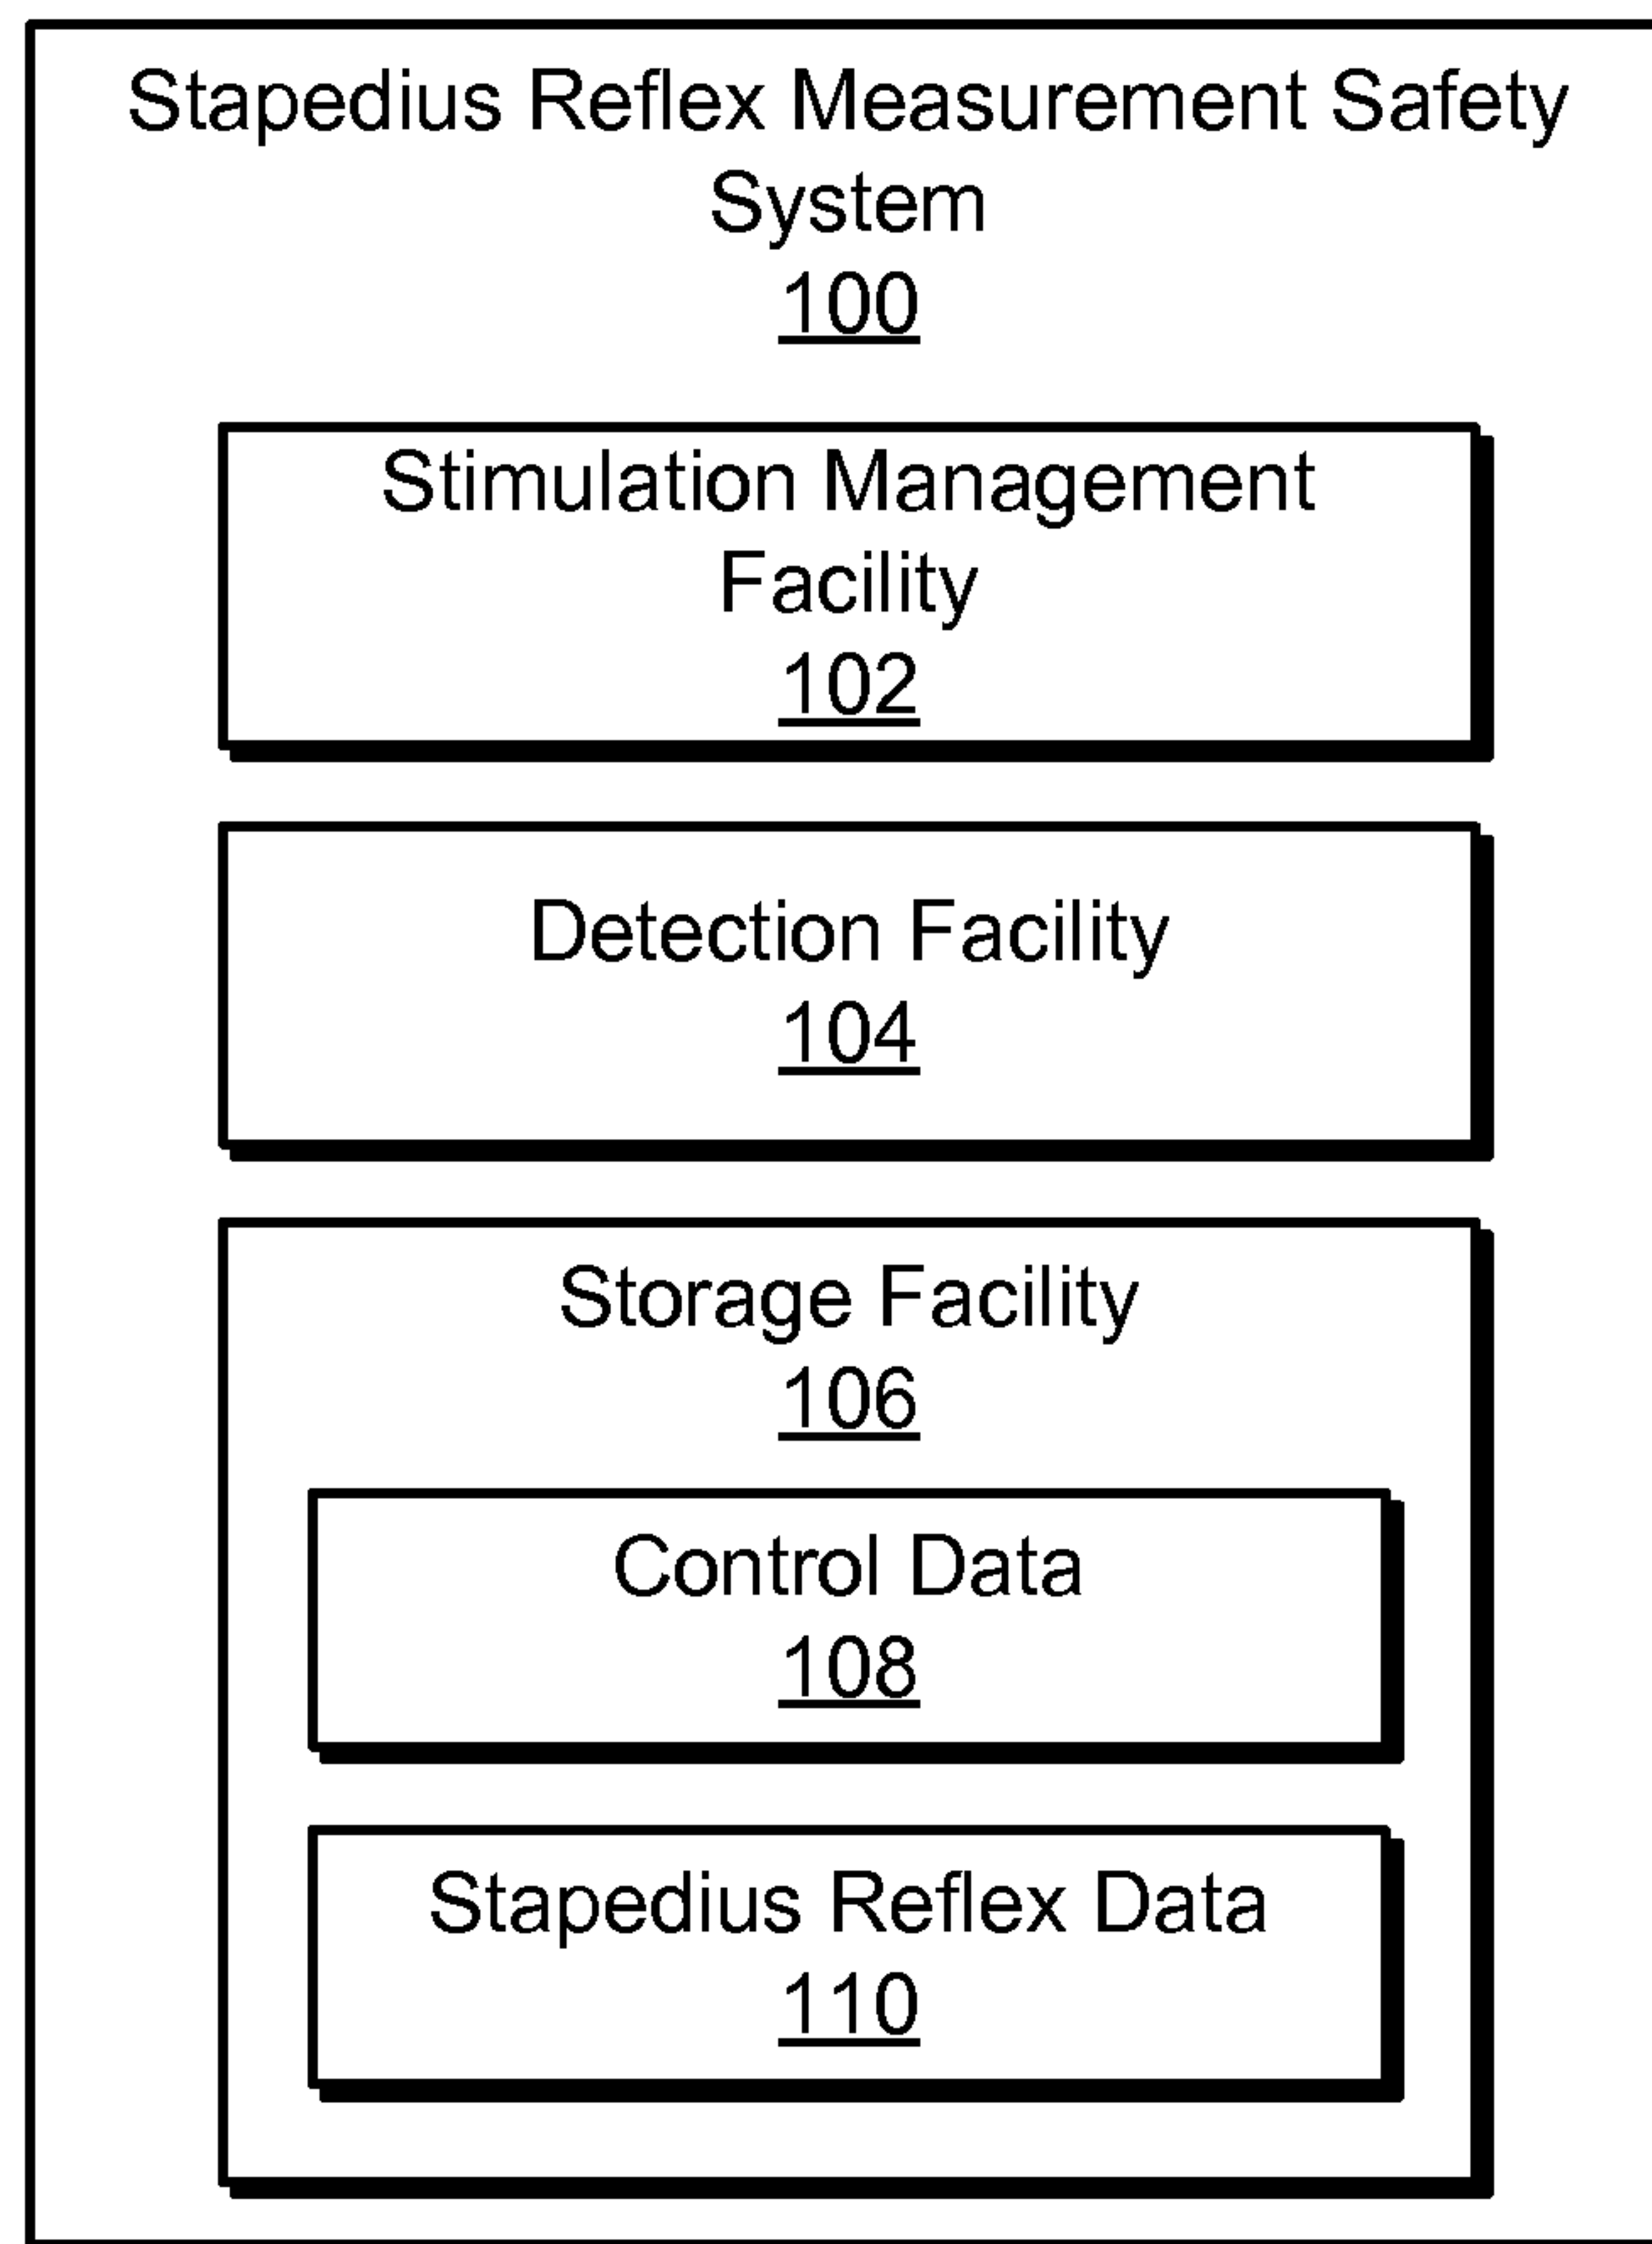 Stapedius Reflex Measurement Safety
System
100
Stimulation Management
Facility
102
Detection Facility
104
Storage Facility
106
Control Data
108
Stapedius Reflex Data
110